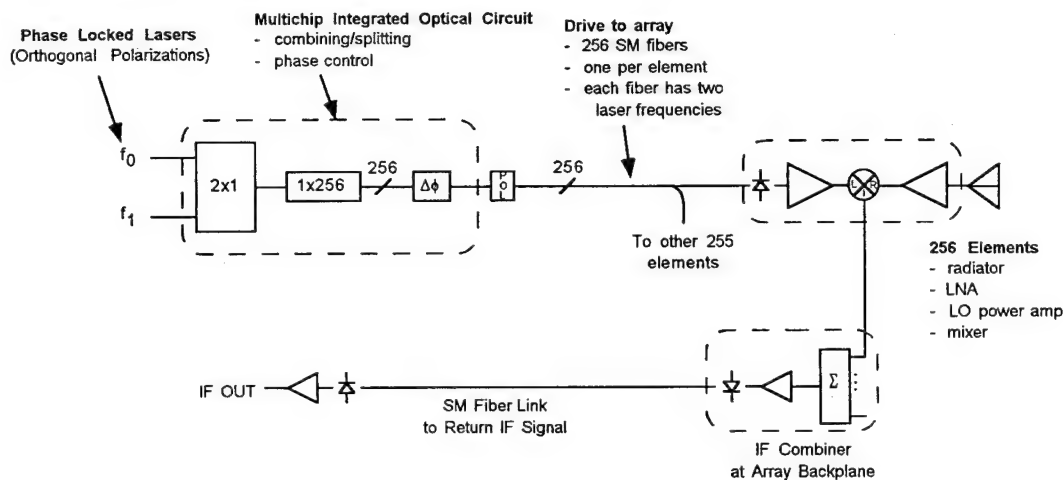 Phase Locked Lasers
(Orthogonal Polarizations)
Multichip Integrated Optical Circuit
- combining/splitting
- phase control
Drive to array
- 256 SM fibers
- one per element
- each fiber has two
laser frequencies
f0
f1
2x1
1x256
256
Δϕ
POL
256
To other 255
elements
L
R
I
256 Elements
- radiator
- LNA
- LO power amp
- mixer
IF OUT
SM Fiber Link
to Return IF Signal
Σ
IF Combiner
at Array Backplane